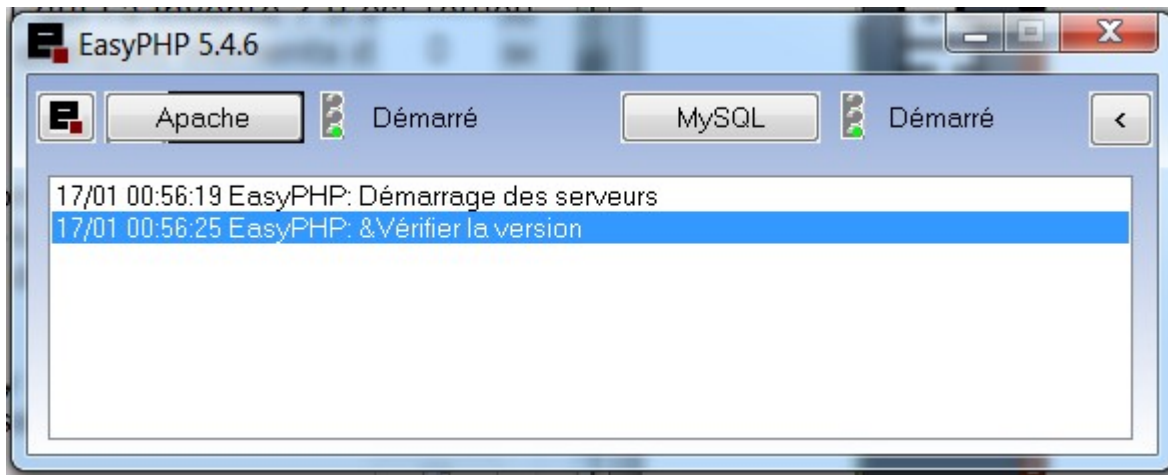 EasyPHP 5.4.6
Apache Démarré MySQL Démarré <
17/01 00:56:19 EasyPHP: Démarrage des serveurs
17/01 00:56:25 EasyPHP: &Vérifier la version